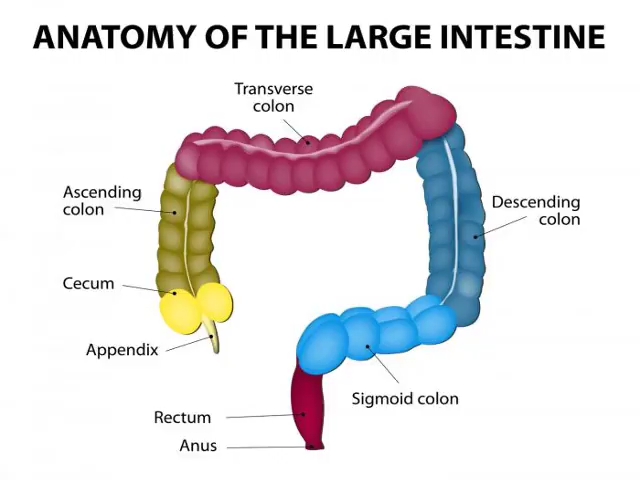 ANATOMY OF THE LARGE INTESTINE
Transverse
colon
Ascending
colon
Descending
colon
Cecum
Appendix
Sigmoid colon
Rectum
Anus